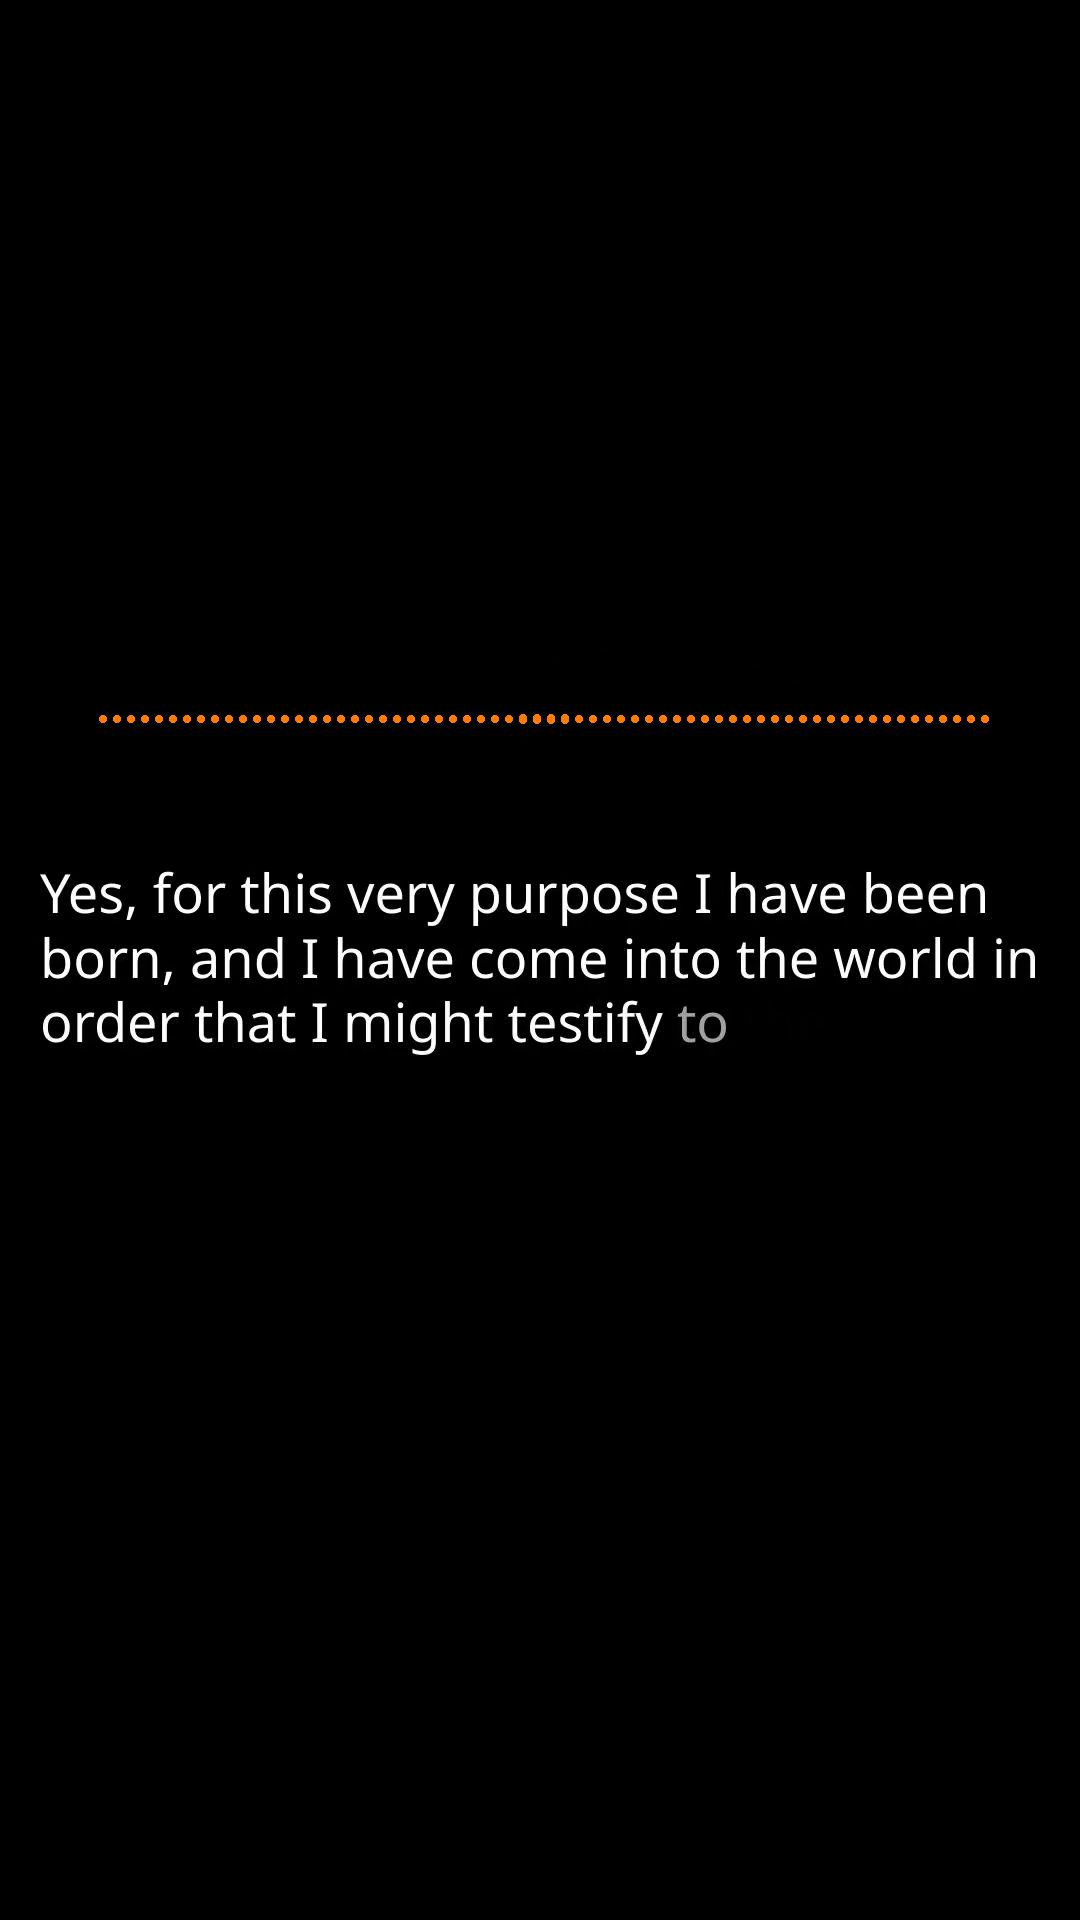 Yes, for this very purpose I have been
born, and I have come into the world in
order that I might testify to